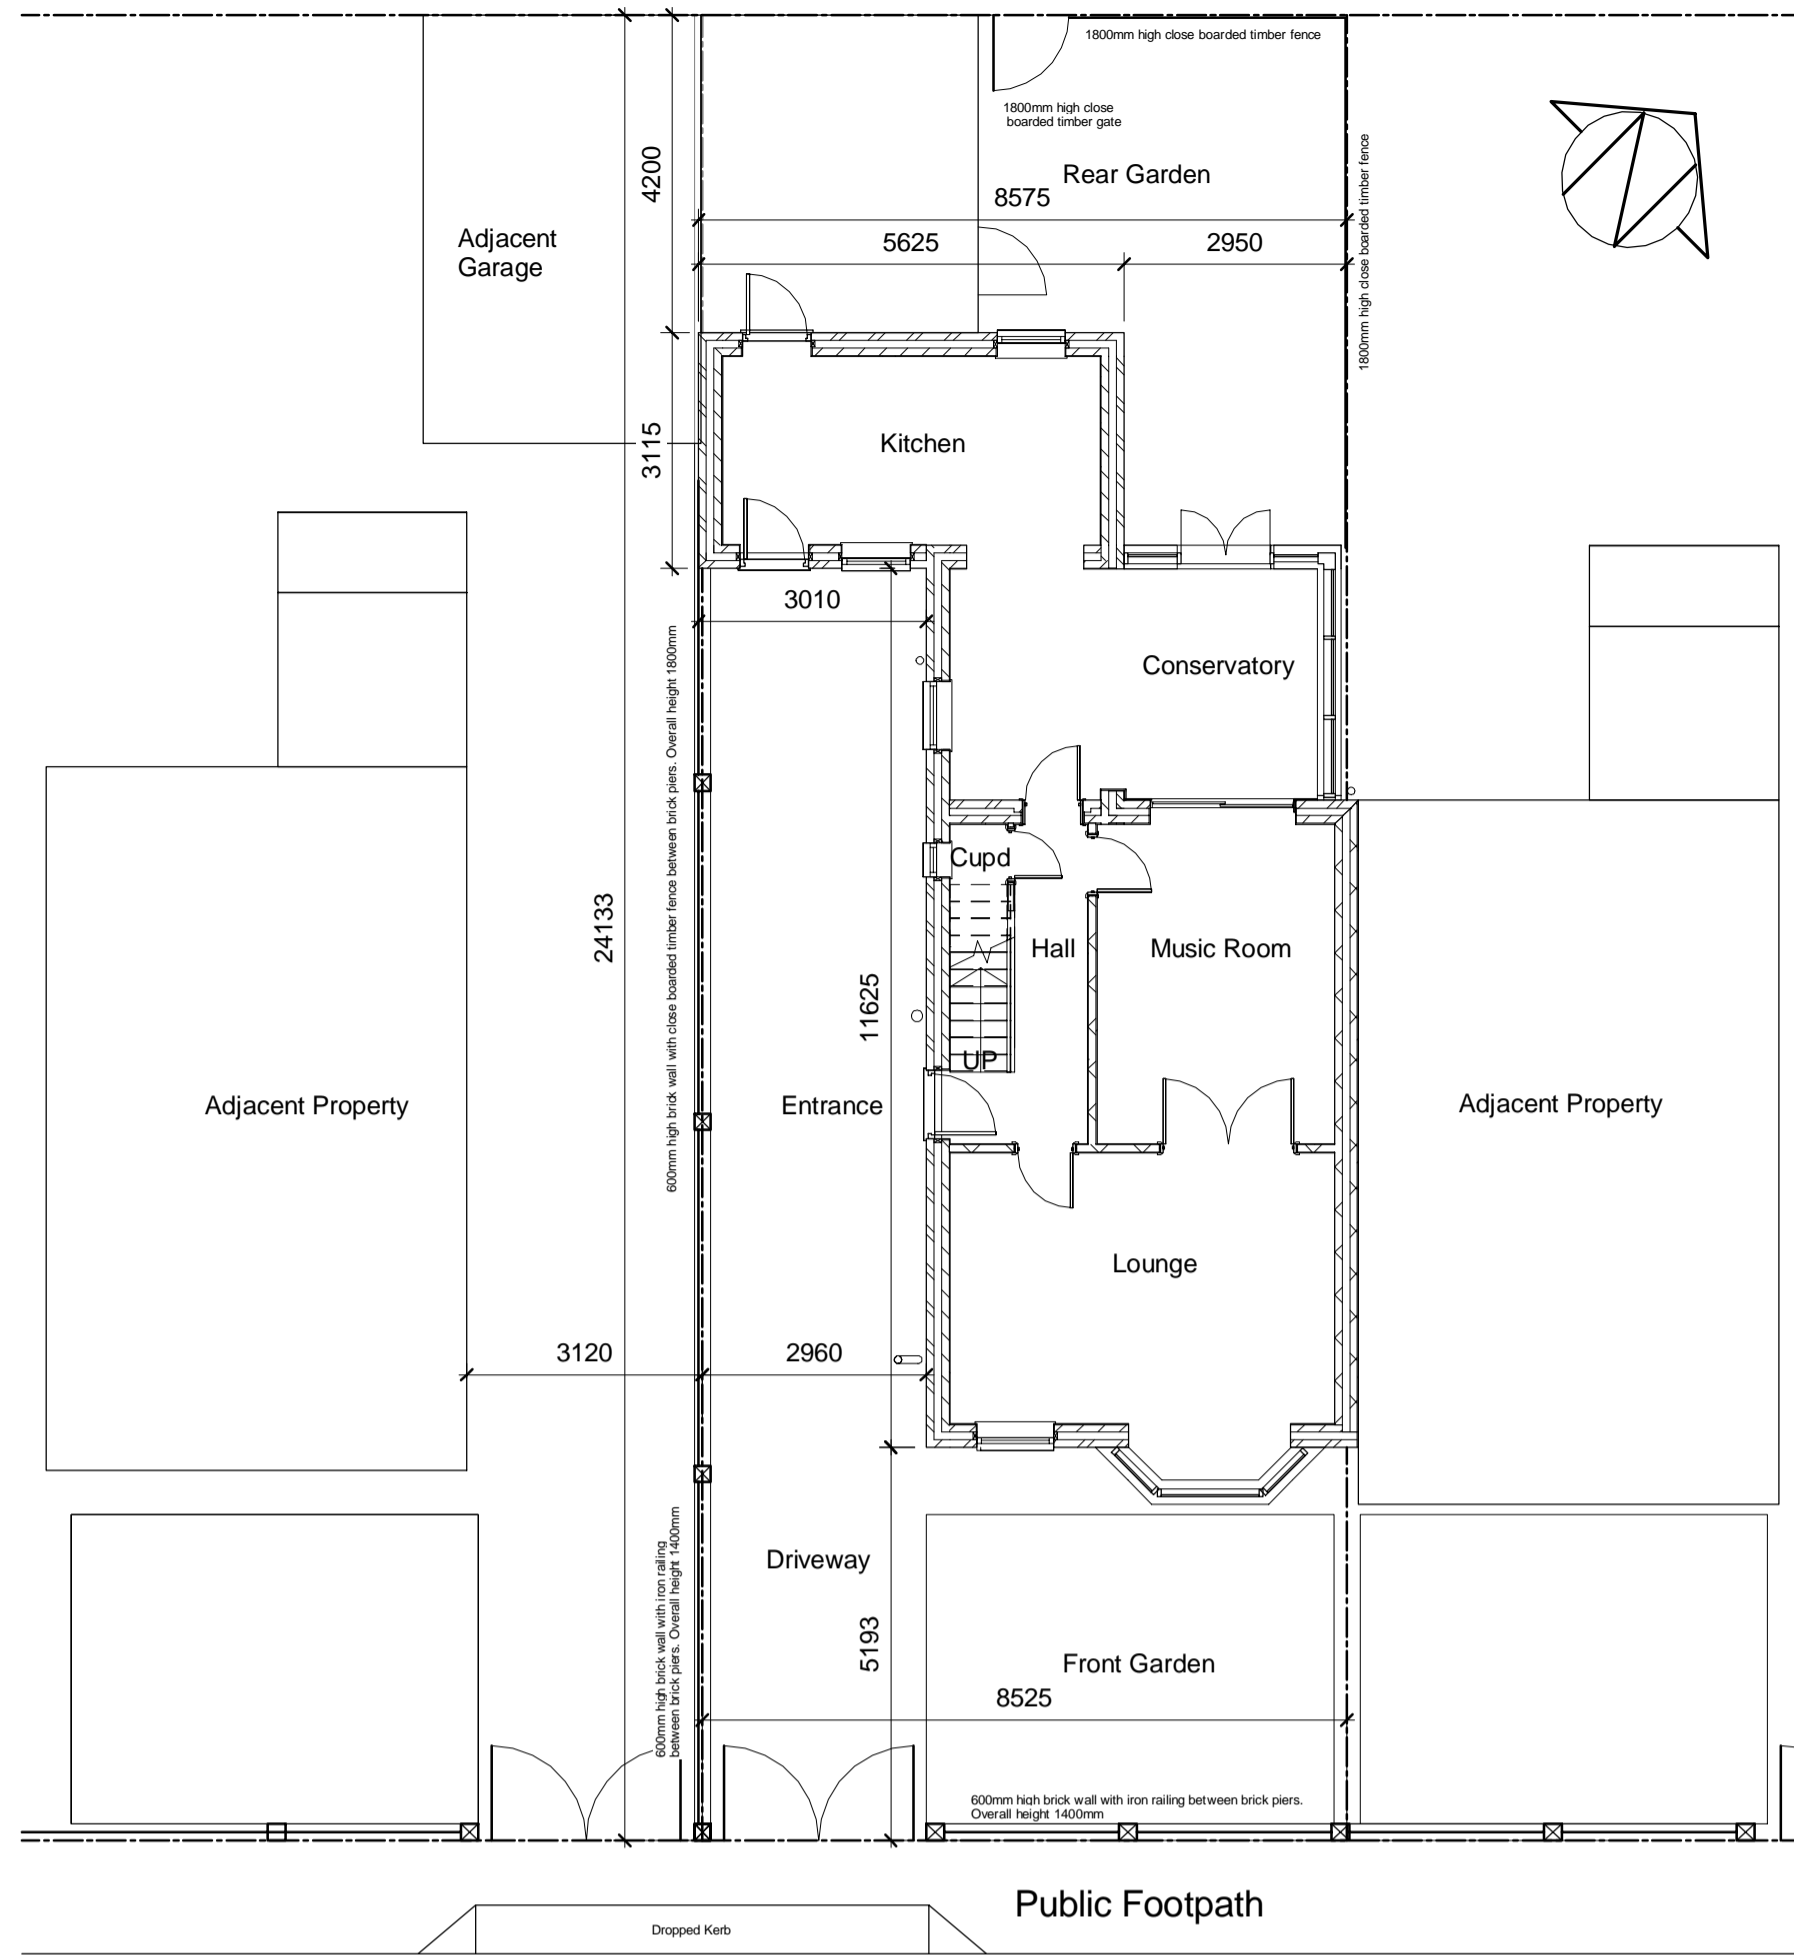 1800mm high close boarded timber fence
1800mm high close
boarded timber gate
1800mm high close boarded timber fence
4200
Rear Garden
8575
Adjacent
Garage
5625
2950
3115
Kitchen
3010
Conservatory
600mm high brick wall with close boarded timber fence between brick piers. Overall height 1800mm
Cupd
24133
Hall
Music Room
11625
UP
Adjacent Property
Entrance
Adjacent Property
Lounge
3120
2960
Driveway
600mm high brick wall with iron railing
between brick piers. Overall height 1400mm
5193
Front Garden
8525
600mm high brick wall with iron railing between brick piers.
Overall height 1400mm
Public Footpath
Dropped Kerb